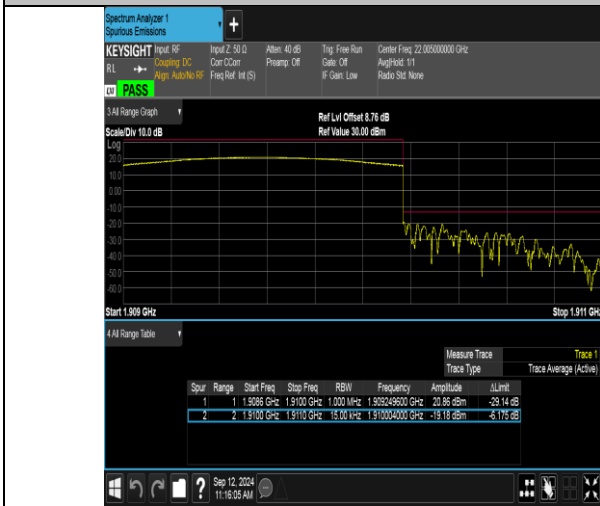 Spectrum Analyzer 1
Spurious Emissions
+
KEYSIGHT Input: RF Input Z: 50 Ω Atten: 40 dB Trig: Free Run Center Freq: 22.005000000 GHz
RL Coupling: DC Corr CCorr Preamp: Off Gate: Off Avg|Hold: 1/1
Align: Auto/No RF Freq Ref: Int (S) IF Gain: Low Radio Std: None
LXI PASS
3 All Range Graph
Ref Lvl Offset 8.76 dB
Scale/Div 10.0 dB Ref Value 30.00 dBm
Log
20.0
10.0
0.00
-10.0
-20.0
-30.0
-40.0
-50.0
-60.0
Start 1.909 GHz Stop 1.911 GHz
4 All Range Table
Measure Trace Trace 1
Trace Type Trace Average (Active)
Spur Range Start Freq Stop Freq RBW Frequency Amplitude ΔLimit
1 1 1.9086 GHz 1.9100 GHz 1.000 MHz 1.909249600 GHz 20.86 dBm -29.14 dB
2 2 1.9100 GHz 1.9110 GHz 15.00 kHz 1.910004000 GHz -19.18 dBm -6.175 dB
? Sep 12, 2024
11:16:05 AM